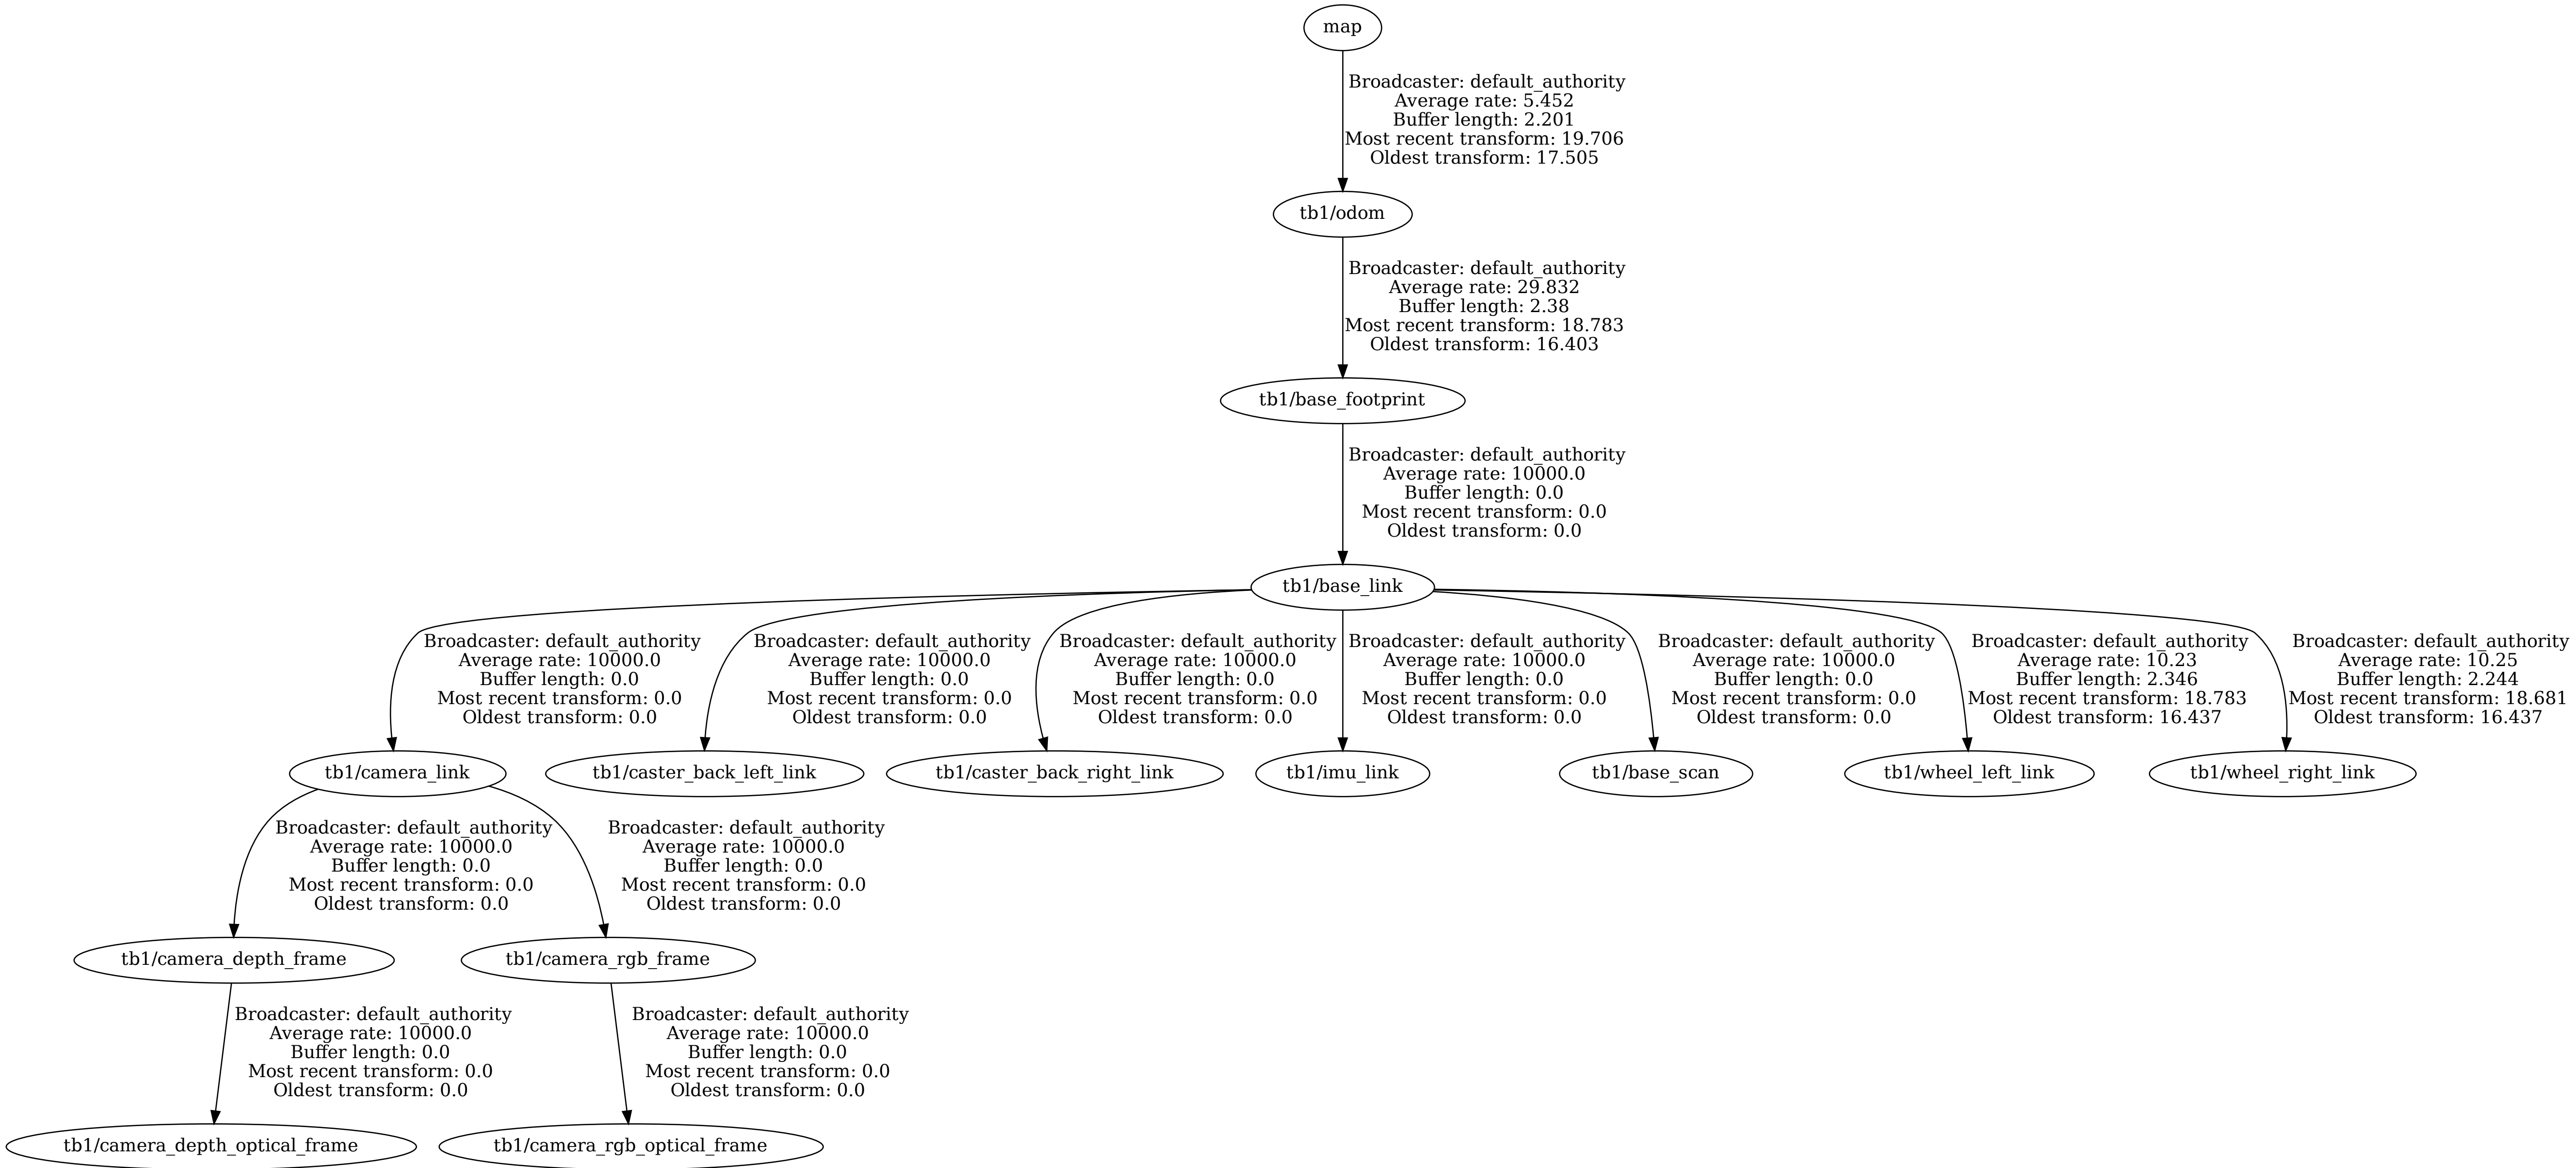 map
Broadcaster: default_authority
Average rate: 5.452
Buffer length: 2.201
Most recent transform: 19.706
Oldest transform: 17.505
tb1/odom
Broadcaster: default_authority
Average rate: 29.832
Buffer length: 2.38
Most recent transform: 18.783
Oldest transform: 16.403
tb1/base_footprint
Broadcaster: default_authority
Average rate: 10000.0
Buffer length: 0.0
Most recent transform: 0.0
Oldest transform: 0.0
tb1/base_link
Broadcaster: default_authority
Average rate: 10000.0
Buffer length: 0.0
Most recent transform: 0.0
Oldest transform: 0.0
Broadcaster: default_authority
Average rate: 10000.0
Buffer length: 0.0
Most recent transform: 0.0
Oldest transform: 0.0
Broadcaster: default_authority
Average rate: 10000.0
Buffer length: 0.0
Most recent transform: 0.0
Oldest transform: 0.0
Broadcaster: default_authority
Average rate: 10000.0
Buffer length: 0.0
Most recent transform: 0.0
Oldest transform: 0.0
Broadcaster: default_authority
Average rate: 10000.0
Buffer length: 0.0
Most recent transform: 0.0
Oldest transform: 0.0
Broadcaster: default_authority
Average rate: 10.23
Buffer length: 2.346
Most recent transform: 18.783
Oldest transform: 16.437
Broadcaster: default_authority
Average rate: 10.25
Buffer length: 2.244
Most recent transform: 18.681
Oldest transform: 16.437
tb1/camera_link
tb1/caster_back_left_link
tb1/caster_back_right_link
tb1/imu_link
tb1/base_scan
tb1/wheel_left_link
tb1/wheel_right_link
Broadcaster: default_authority
Average rate: 10000.0
Buffer length: 0.0
Most recent transform: 0.0
Oldest transform: 0.0
Broadcaster: default_authority
Average rate: 10000.0
Buffer length: 0.0
Most recent transform: 0.0
Oldest transform: 0.0
tb1/camera_depth_frame
tb1/camera_rgb_frame
Broadcaster: default_authority
Average rate: 10000.0
Buffer length: 0.0
Most recent transform: 0.0
Oldest transform: 0.0
Broadcaster: default_authority
Average rate: 10000.0
Buffer length: 0.0
Most recent transform: 0.0
Oldest transform: 0.0
tb1/camera_depth_optical_frame
tb1/camera_rgb_optical_frame